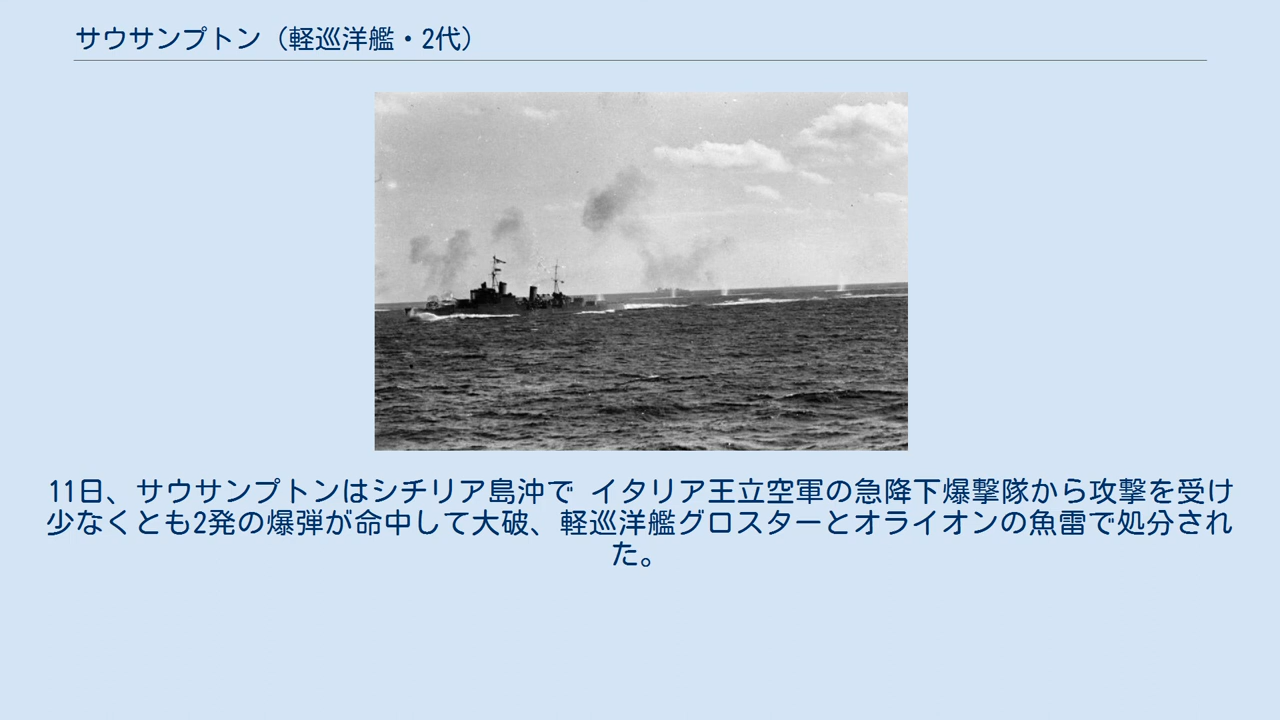 サウサンプトン（軽巡洋艦・2代）
11日、サウサンプトンはシチリア島沖で イタリア王立空軍の急降下爆撃隊から攻撃を受け
少なくとも2発の爆弾が命中して大破、軽巡洋艦グロスターとオライオンの魚雷で処分され
た。